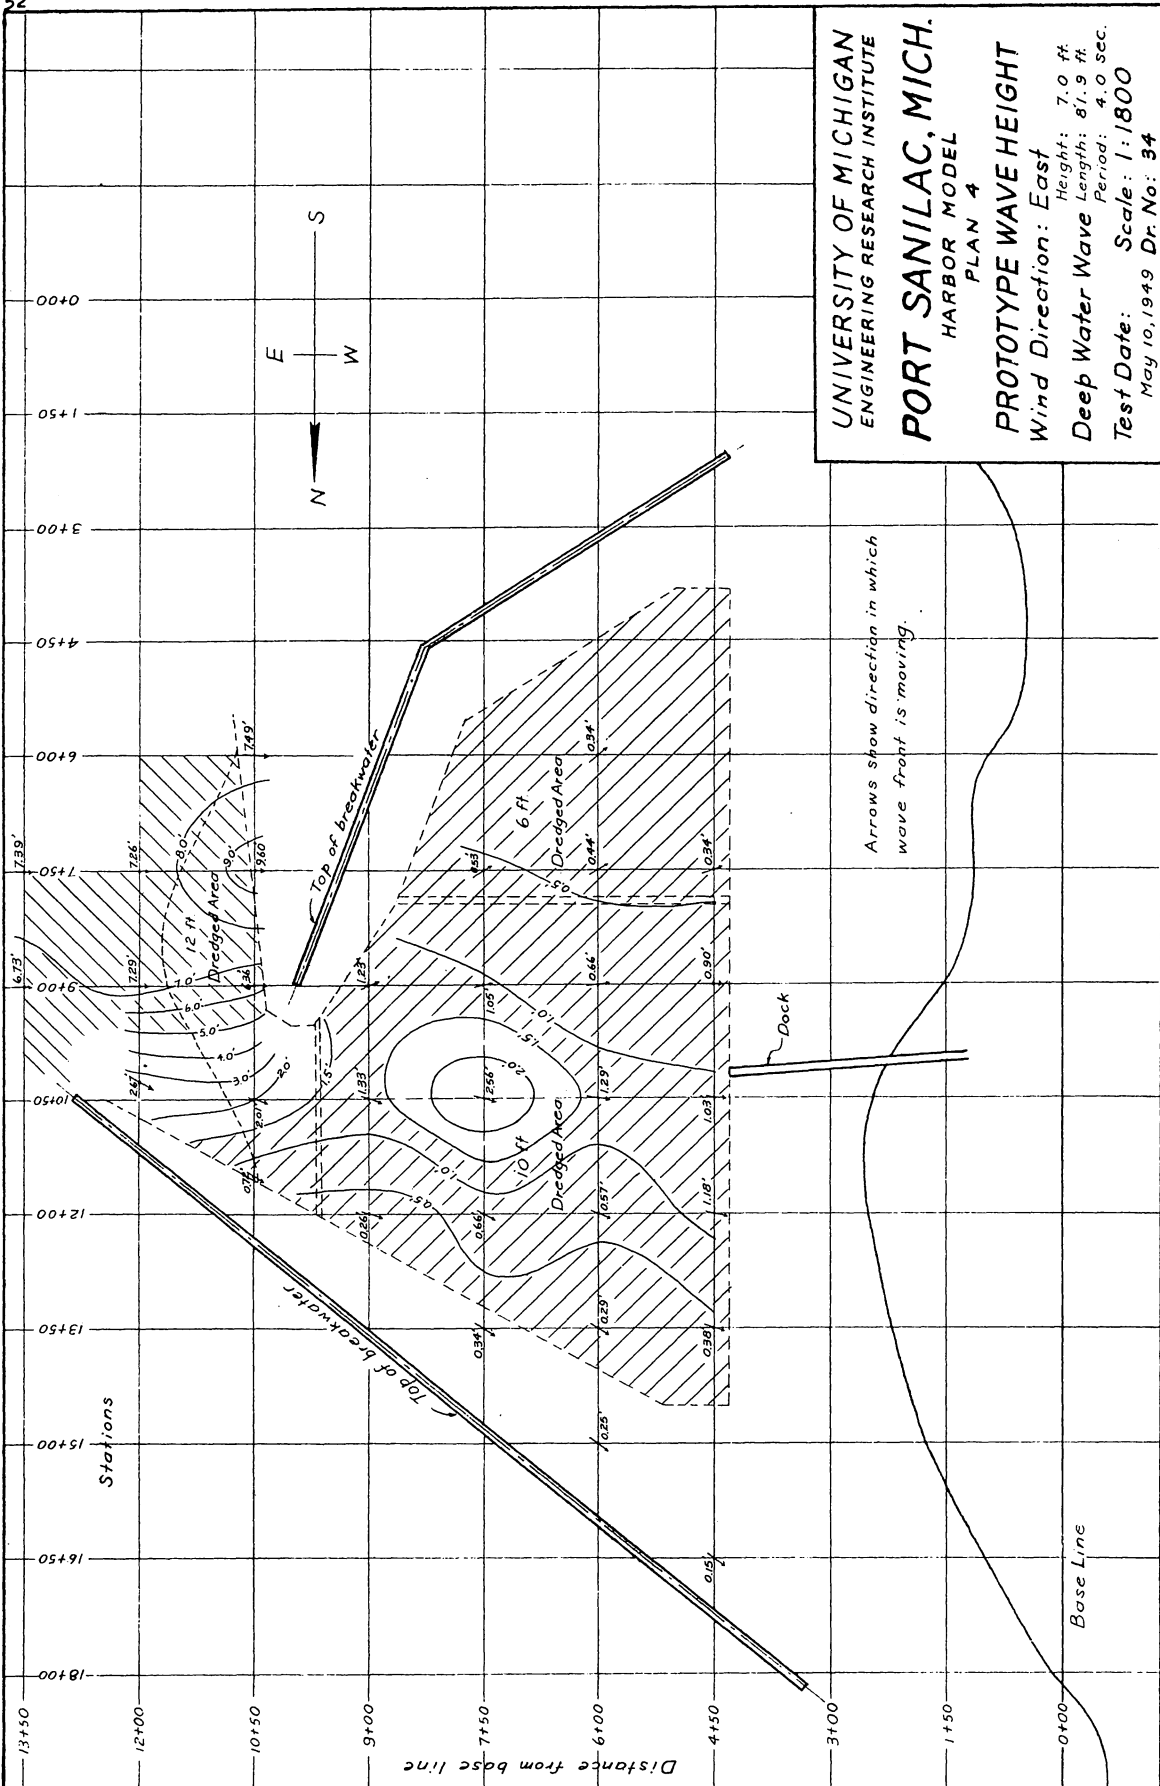 52
UNIVERSITY OF MICHIGAN
ENGINEERING RESEARCH INSTITUTE
PORT SANILAC, MICH.
HARBOR MODEL
PLAN 4
PROTOTYPE WAVE HEIGHT
Wind Direction: East
Height: 7.0 ft.
Deep Water Wave Length: 81.9 ft.
Period: 4.0 sec.
Test Date: Scale: 1:1800
May 10, 1949 Dr. No: 34
Stations
18+00
16+50
15+00
13+50
12+00
10+50
9+00
7+50
6+00
4+50
3+00
1+50
0+00
Distance from base line
13+50
12+00
10+50
9+00
7+50
6+00
4+50
3+00
1+50
0+00
N
S
E
W
6.73'
7.39'
2.67'
7.29'
7.26'
0.75'
2.01'
6.36'
9.60'
7.49'
0.26'
1.33'
1.23'
0.34'
0.66'
2.56'
1.05'
0.53'
0.25'
0.29'
0.57'
1.29'
0.66'
0.44'
0.34'
0.15'
0.38'
1.18'
1.03'
0.90'
0.34'
8.0'
9.0'
7.0'
6.0'
5.0'
4.0'
3.0'
2.0'
1.5'
1.0'
0.5'
1.5'
2.0'
1.0'
0.5'
12 ft
Dredged Area
10 ft
Dredged Area
6 ft
Dredged Area
Top of breakwater
Top of breakwater
Dock
Arrows show direction in which
wave front is moving.
Base Line